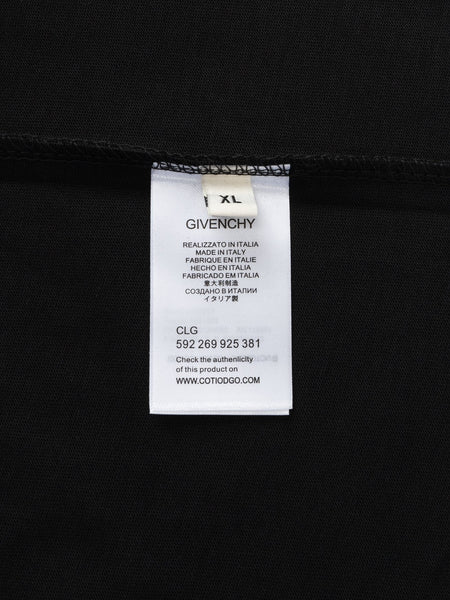 XL
GIVENCHY
REALIZZATO IN ITALIA
MADE IN ITALY
FABRIQUE EN ITALIE
HECHO EN ITALIA
FABRICADO EM ITALIA
意大利制造
СОЗДАНО В ИТАЛИИ
イタリア製
CLG
592 269 925 381
Check the authenlicity
of this product on
WWW.COTIODGO.COM